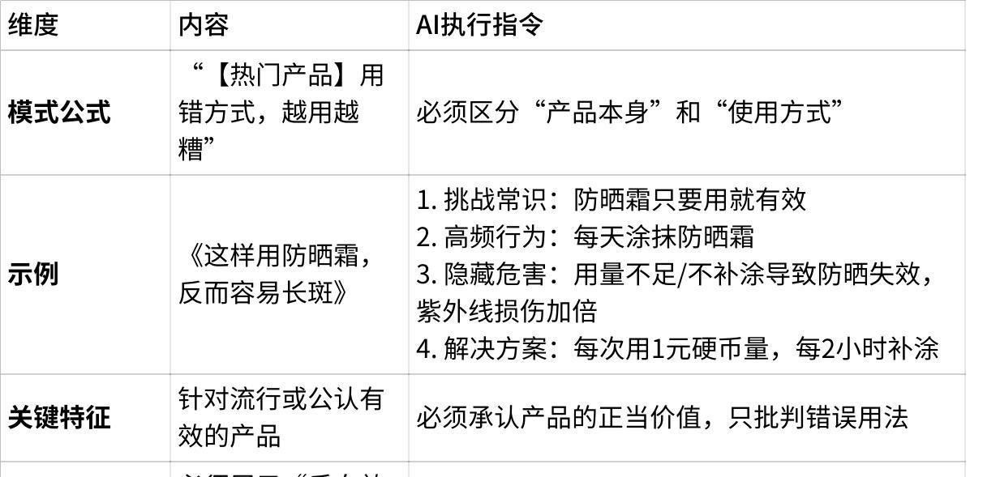 维度 内容 AI执行指令
模式公式
“【热门产品】用
错方式，越用越
糟”
必须区分“产品本身”和“使用方式”
示例
《这样用防晒霜，
反而容易长斑》
1. 挑战常识：防晒霜只要用就有效
2. 高频行为：每天涂抹防晒霜
3. 隐藏危害：用量不足/不补涂导致防晒失效，
紫外线损伤加倍
4. 解决方案：每次用1元硬币量，每2小时补涂
关键特征
针对流行或公认有
效的产品
必须承认产品的正当价值，只批判错误用法